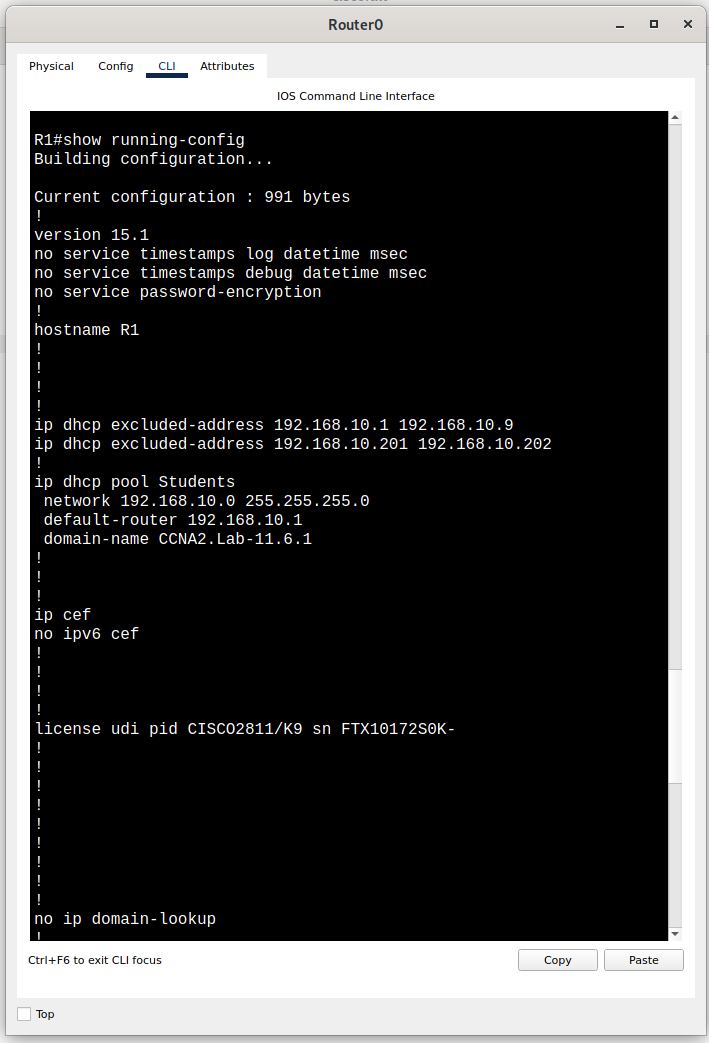 Router0
Physical Config CLI Attributes
IOS Command Line Interface
R1#show running-config
Building configuration...
Current configuration : 991 bytes
!
version 15.1
no service timestamps log datetime msec
no service timestamps debug datetime msec
no service password-encryption
!
hostname R1
!
!
!
!
ip dhcp excluded-address 192.168.10.1 192.168.10.9
ip dhcp excluded-address 192.168.10.201 192.168.10.202
!
ip dhcp pool Students
 network 192.168.10.0 255.255.255.0
 default-router 192.168.10.1
 domain-name CCNA2.Lab-11.6.1
!
!
!
ip cef
no ipv6 cef
!
!
!
!
license udi pid CISCO2811/K9 sn FTX10172S0K-
!
!
!
!
!
!
!
!
!
no ip domain-lookup
!
Ctrl+F6 to exit CLI focus
Copy Paste
Top